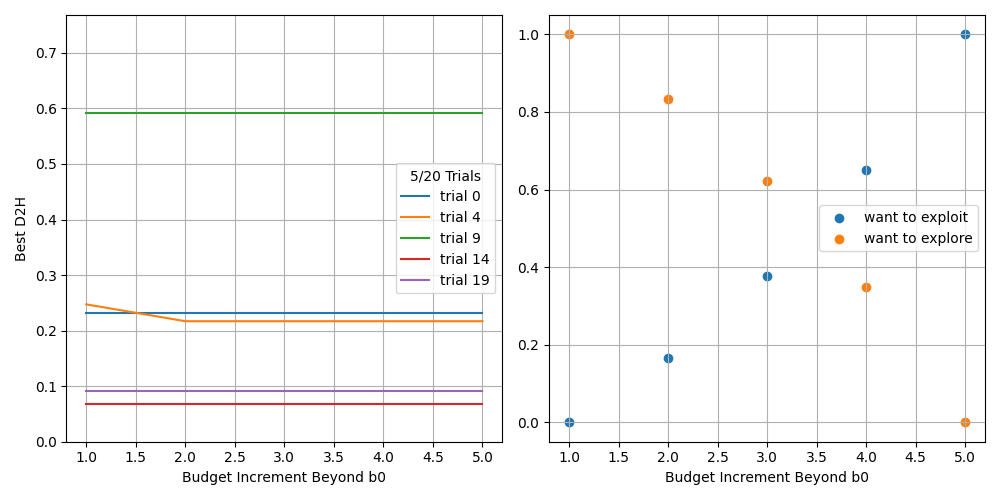 0.7
0.6
0.5
0.4
0.3
0.2
0.1
0.0
Best D2H
5/20 Trials
trial 0
trial 4
trial 9
trial 14
trial 19
1.0 1.5 2.0 2.5 3.0 3.5 4.0 4.5 5.0
Budget Increment Beyond b0
1.0
0.8
0.6
0.4
0.2
0.0
want to exploit
want to explore
1.0 1.5 2.0 2.5 3.0 3.5 4.0 4.5 5.0
Budget Increment Beyond b0